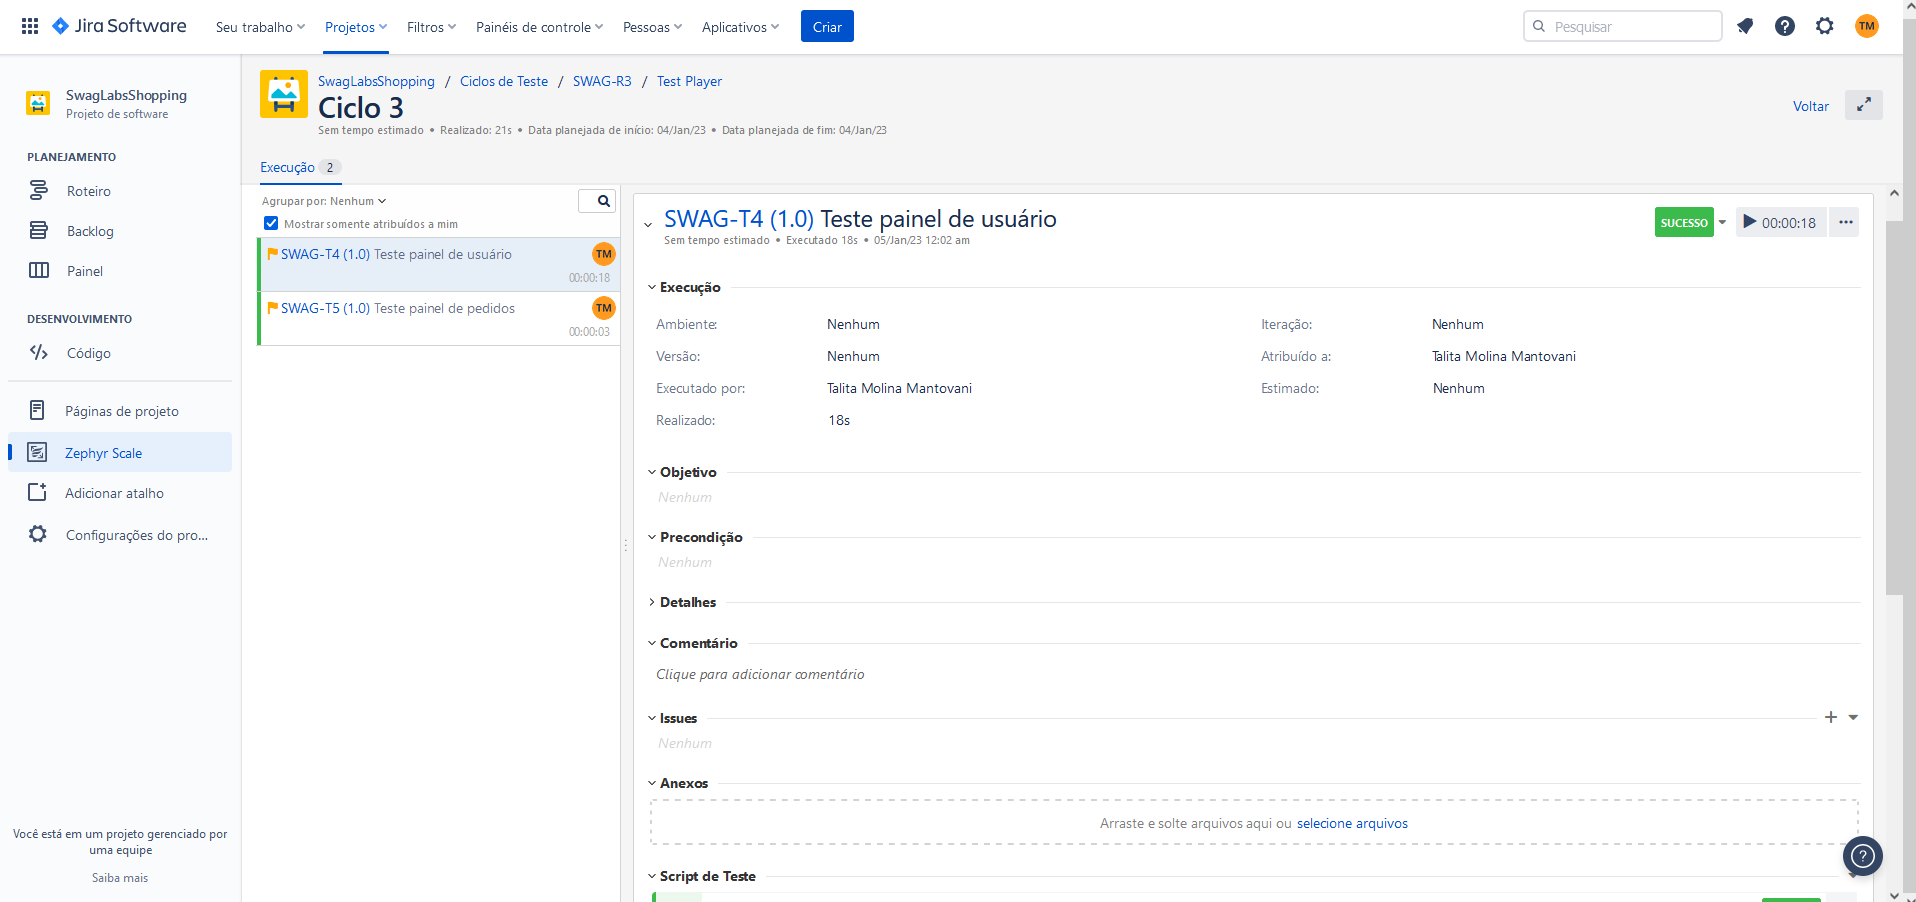 Jira Software
Seu trabalho
Projetos
Filtros
Painéis de controle
Pessoas
Aplicativos
Criar
Pesquisar
TM
SwagLabsShopping
Projeto de software
PLANEJAMENTO
Roteiro
Backlog
Painel
DESENVOLVIMENTO
Código
Páginas de projeto
Zephyr Scale
Adicionar atalho
Configurações do pro...
Você está em um projeto gerenciado por
uma equipe
Saiba mais
SwagLabsShopping / Ciclos de Teste / SWAG-R3 / Test Player
Ciclo 3
Sem tempo estimado • Realizado: 21s • Data planejada de início: 04/Jan/23 • Data planejada de fim: 04/Jan/23
Voltar
Execução 2
Agrupar por: Nenhum
Mostrar somente atribuídos a mim
SWAG-T4 (1.0) Teste painel de usuário
TM
00:00:18
SWAG-T5 (1.0) Teste painel de pedidos
TM
00:00:03
SWAG-T4 (1.0) Teste painel de usuário
Sem tempo estimado • Executado 18s • 05/Jan/23 12:02 am
SUCESSO
00:00:18
Execução
Ambiente: Nenhum Iteração: Nenhum
Versão: Nenhum Atribuído a: Talita Molina Mantovani
Executado por: Talita Molina Mantovani Estimado: Nenhum
Realizado: 18s
Objetivo
Nenhum
Precondição
Nenhum
Detalhes
Comentário
Clique para adicionar comentário
Issues
Nenhum
Anexos
Arraste e solte arquivos aqui ou selecione arquivos
Script de Teste